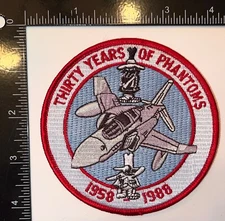 THIRTY YEARS OF PHANTOMS
1958 1988